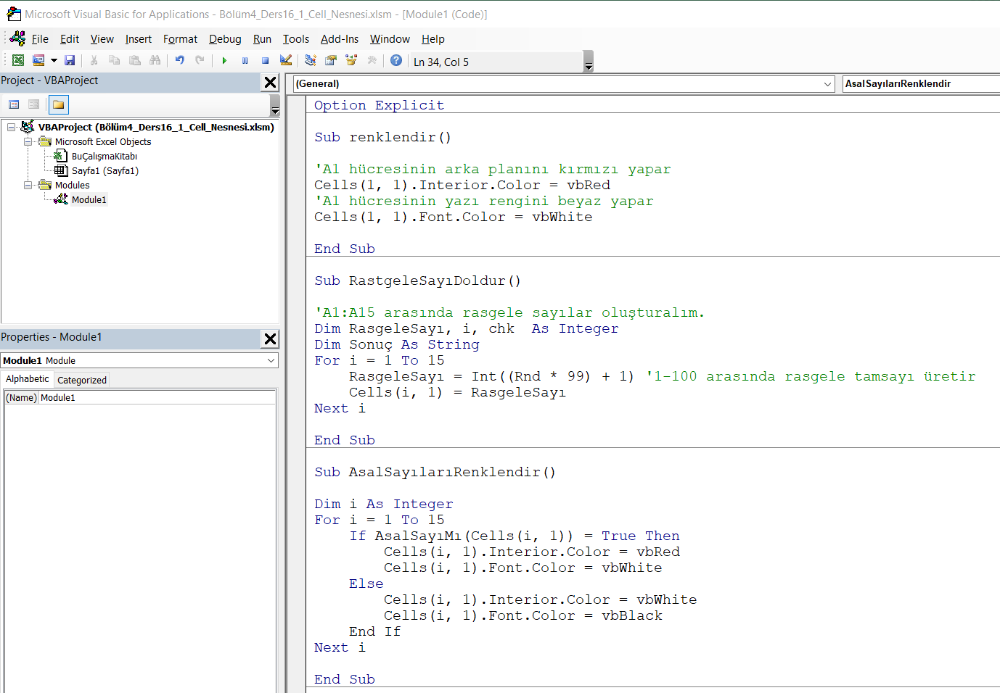 Microsoft Visual Basic for Applications - Bölüm4_Ders16_1_Cell_Nesnesi.xlsm - [Module1 (Code)]
File Edit View Insert Format Debug Run Tools Add-Ins Window Help
Ln 34, Col 5
Project - VBAProject
VBAProject (Bölüm4_Ders16_1_Cell_Nesnesi.xlsm)
Microsoft Excel Objects
BuÇalışmaKitabı
Sayfa1 (Sayfa1)
Modules
Module1
Properties - Module1
Module1 Module
Alphabetic Categorized
(Name) Module1
(General) AsalSayılarıRenklendir
Option Explicit
Sub renklendir()
'A1 hücresinin arka planını kırmızı yapar
Cells(1, 1).Interior.Color = vbRed
'A1 hücresinin yazı rengini beyaz yapar
Cells(1, 1).Font.Color = vbWhite
End Sub
Sub RastgeleSayıDoldur()
'A1:A15 arasında rasgele sayılar oluşturalım.
Dim RasgeleSayı, i, chk  As Integer
Dim Sonuç As String
For i = 1 To 15
    RasgeleSayı = Int((Rnd * 99) + 1) '1-100 arasında rasgele tamsayı üretir
    Cells(i, 1) = RasgeleSayı
Next i
End Sub
Sub AsalSayılarıRenklendir()
Dim i As Integer
For i = 1 To 15
    If AsalSayıMı(Cells(i, 1)) = True Then
        Cells(i, 1).Interior.Color = vbRed
        Cells(i, 1).Font.Color = vbWhite
    Else
        Cells(i, 1).Interior.Color = vbWhite
        Cells(i, 1).Font.Color = vbBlack
    End If
Next i
End Sub